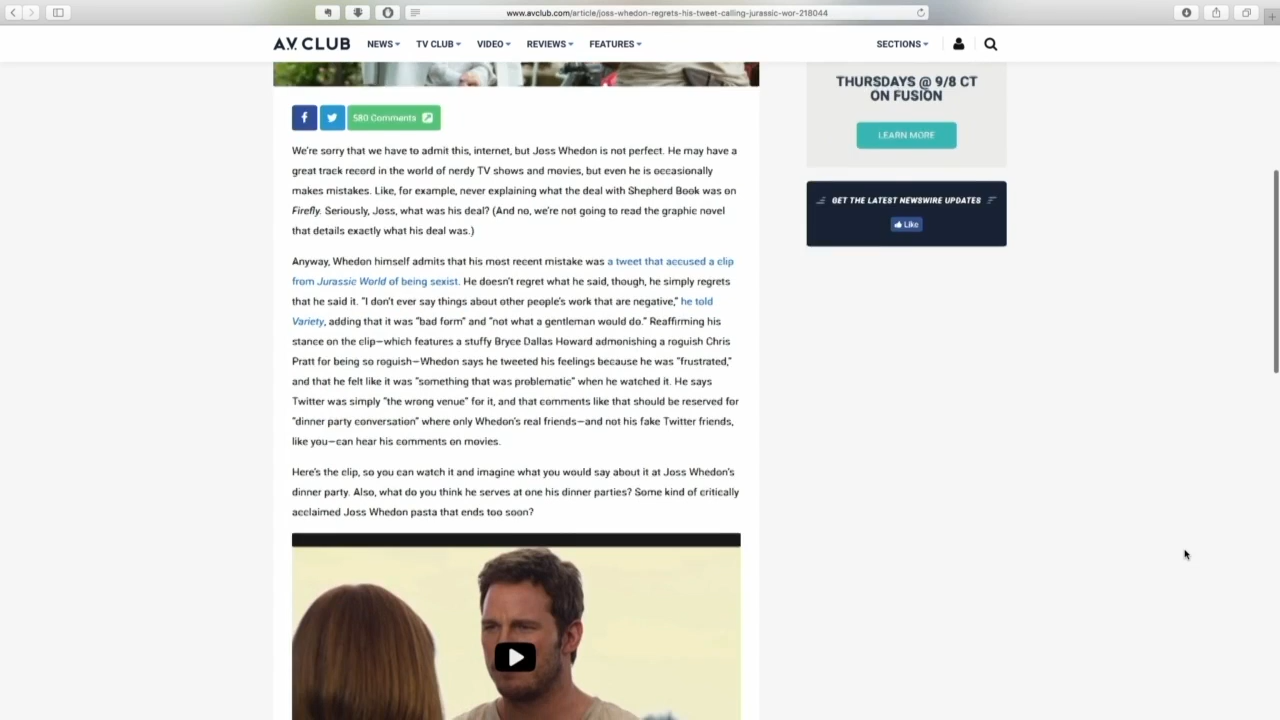 www.avclub.com/article/joss-whedon-regrets-his-tweet-calling-jurassic-wor-218044
A.V. CLUB NEWS TV CLUB VIDEO REVIEWS FEATURES SECTIONS
THURSDAYS @ 9/8 CT
ON FUSION
LEARN MORE
GET THE LATEST NEWSWIRE UPDATES
Like
580 Comments
We're sorry that we have to admit this, internet, but Joss Whedon is not perfect. He may have a
great track record in the world of nerdy TV shows and movies, but even he is occasionally
makes mistakes. Like, for example, never explaining what the deal with Shepherd Book was on
Firefly. Seriously, Joss, what was his deal? (And no, we're not going to read the graphic novel
that details exactly what his deal was.)
Anyway, Whedon himself admits that his most recent mistake was a tweet that accused a clip
from Jurassic World of being sexist. He doesn't regret what he said, though, he simply regrets
that he said it. "I don't ever say things about other people's work that are negative," he told
Variety, adding that it was "bad form" and "not what a gentleman would do." Reaffirming his
stance on the clip—which features a stuffy Bryce Dallas Howard admonishing a roguish Chris
Pratt for being so roguish—Whedon says he tweeted his feelings because he was "frustrated,"
and that he felt like it was "something that was problematic" when he watched it. He says
Twitter was simply "the wrong venue" for it, and that comments like that should be reserved for
"dinner party conversation" where only Whedon's real friends—and not his fake Twitter friends,
like you—can hear his comments on movies.
Here's the clip, so you can watch it and imagine what you would say about it at Joss Whedon's
dinner party. Also, what do you think he serves at one his dinner parties? Some kind of critically
acclaimed Joss Whedon pasta that ends too soon?